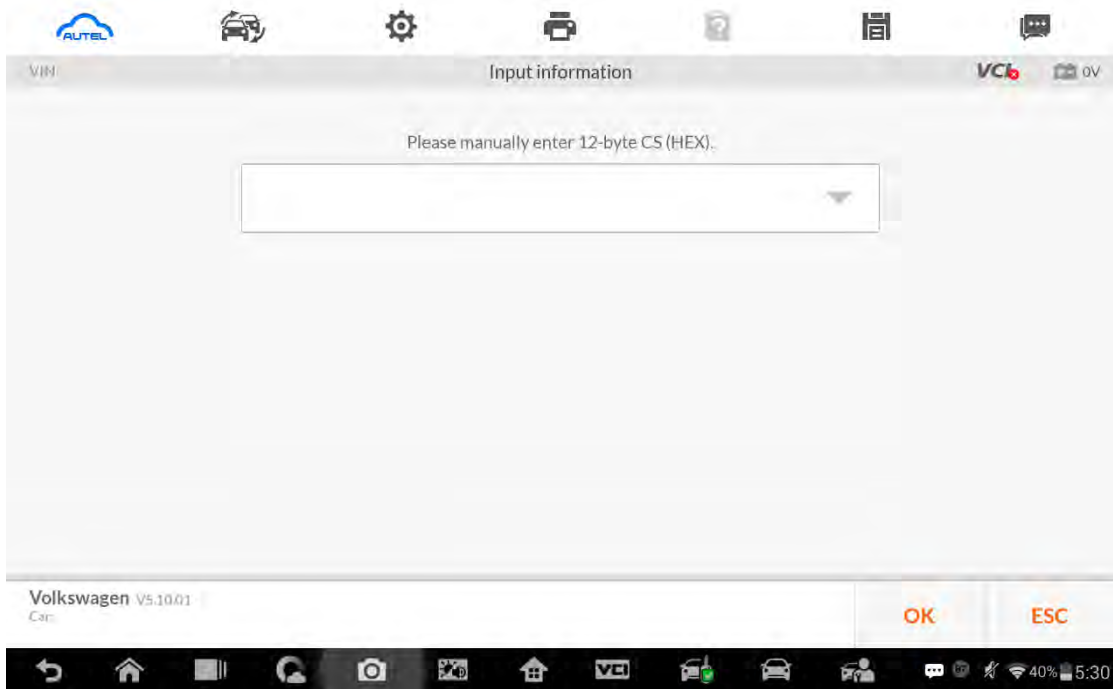 AUTEL
VIN
Input information
VCI
0V
Please manually enter 12-byte CS (HEX).
Volkswagen V5.10.01
Car:
OK
ESC
VCI
40% 5:30